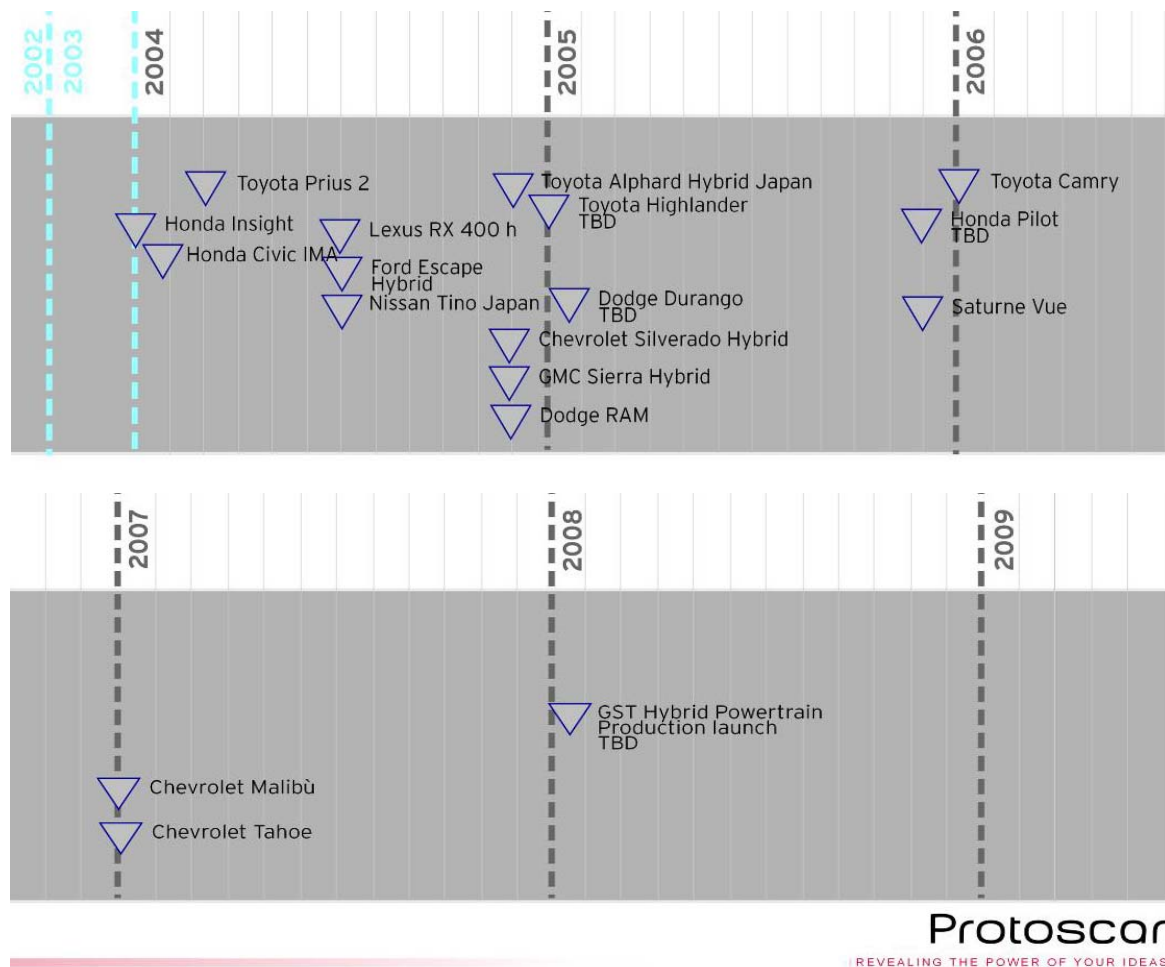 2002
2003
2004
2005
2006
Toyota Prius 2
Toyota Alphard Hybrid Japan
Toyota Camry
Toyota Highlander
TBD
Honda Insight
Lexus RX 400 h
Honda Pilot
TBD
Honda Civic IMA
Ford Escape
Hybrid
Nissan Tino Japan
Dodge Durango
TBD
Saturne Vue
Chevrolet Silverado Hybrid
GMC Sierra Hybrid
Dodge RAM
2007
2008
2009
GST Hybrid Powertrain
Production launch
TBD
Chevrolet Malibù
Chevrolet Tahoe
Protoscar
REVEALING THE POWER OF YOUR IDEAS